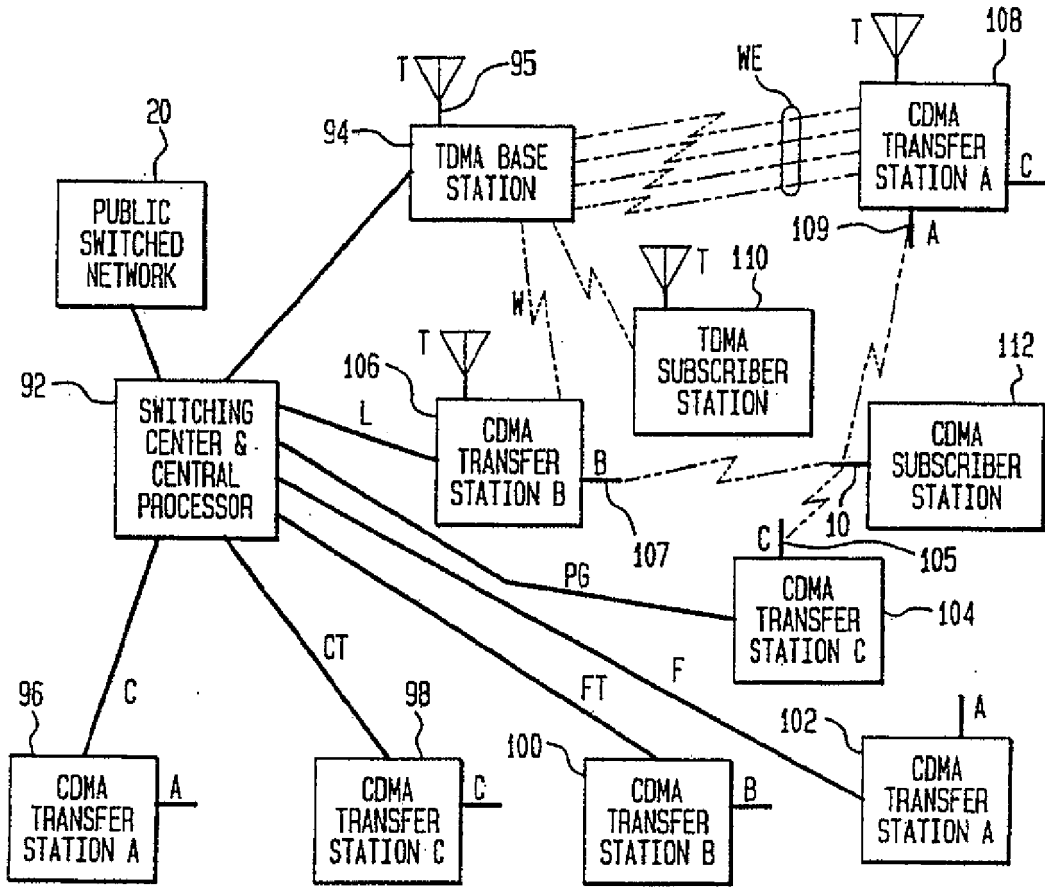 T
95
94
TDMA BASE
STATION
WE
T
108
CDMA
TRANSFER
STATION A
C
109
A
20
PUBLIC
SWITCHED
NETWORK
W
T
110
TDMA
SUBSCRIBER
STATION
92
SWITCHING
CENTER &
CENTRAL
PROCESSOR
L
106
T
CDMA
TRANSFER
STATION B
B
107
112
CDMA
SUBSCRIBER
STATION
10
C
105
PG
CDMA
TRANSFER
STATION C
104
C
CT
FT
F
96
CDMA
TRANSFER
STATION A
A
98
CDMA
TRANSFER
STATION C
C
100
CDMA
TRANSFER
STATION B
B
102
A
CDMA
TRANSFER
STATION A